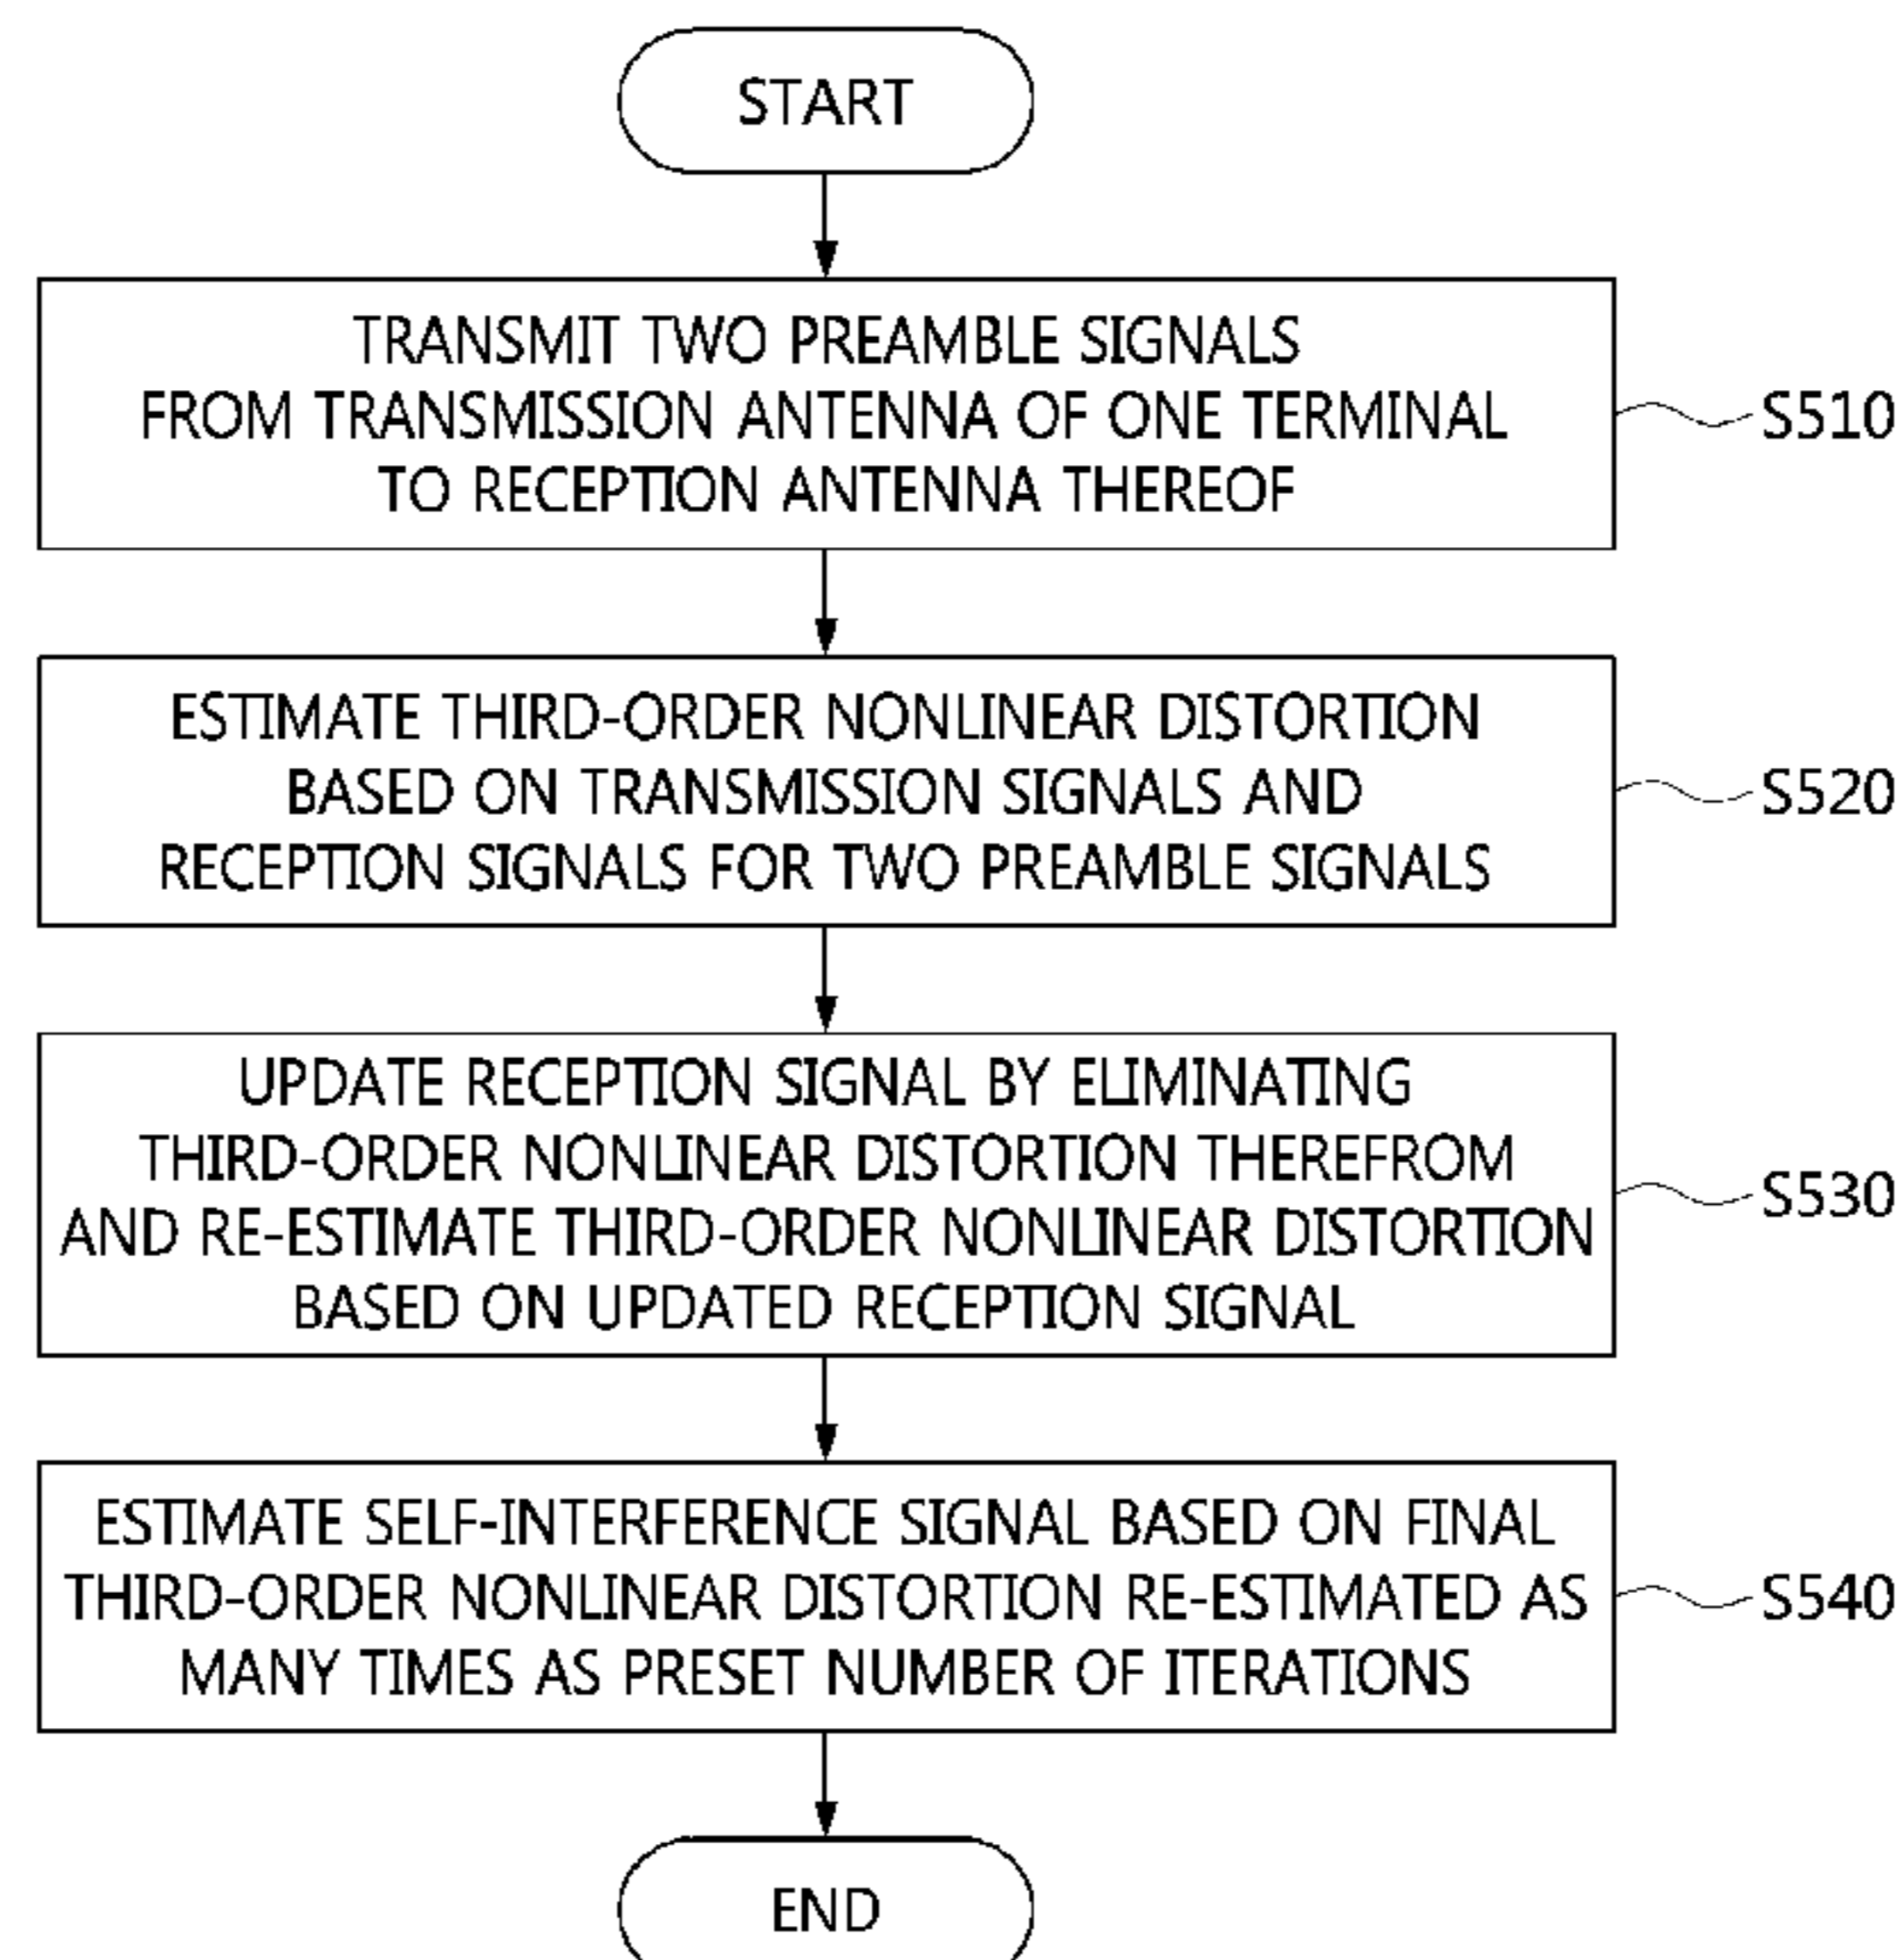 START
TRANSMIT TWO PREAMBLE SIGNALS
FROM TRANSMISSION ANTENNA OF ONE TERMINAL
TO RECEPTION ANTENNA THEREOF
S510
ESTIMATE THIRD-ORDER NONLINEAR DISTORTION
BASED ON TRANSMISSION SIGNALS AND
RECEPTION SIGNALS FOR TWO PREAMBLE SIGNALS
S520
UPDATE RECEPTION SIGNAL BY ELIMINATING
THIRD-ORDER NONLINEAR DISTORTION THEREFROM
AND RE-ESTIMATE THIRD-ORDER NONLINEAR DISTORTION
BASED ON UPDATED RECEPTION SIGNAL
S530
ESTIMATE SELF-INTERFERENCE SIGNAL BASED ON FINAL
THIRD-ORDER NONLINEAR DISTORTION RE-ESTIMATED AS
MANY TIMES AS PRESET NUMBER OF ITERATIONS
S540
END